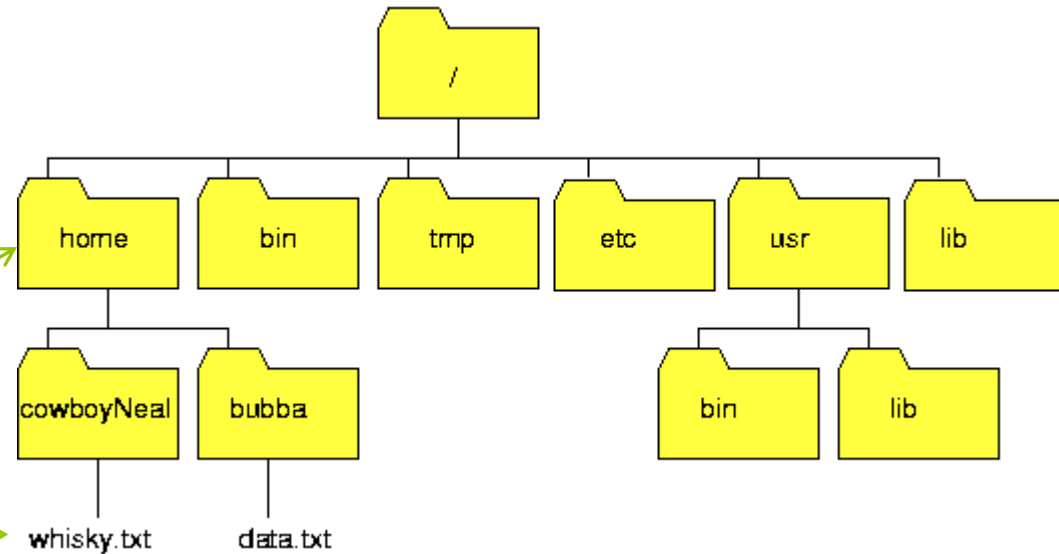 /
home bin tmp etc usr lib
cowboyNeal bubba bin lib
whisky.txt data.txt